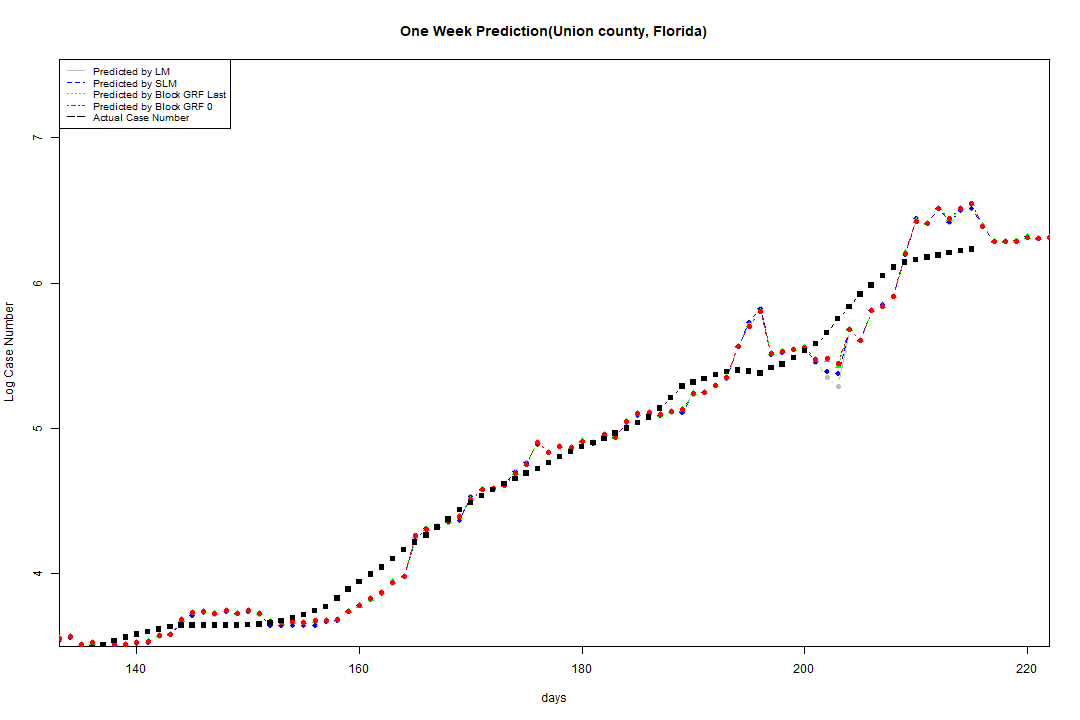 One Week Prediction(Union county, Florida)
Predicted by LM
Predicted by SLM
Predicted by Block GRF Last
Predicted by Block GRF 0
Actual Case Number
7
6
5
4
Log Case Number
140 160 180 200 220
days